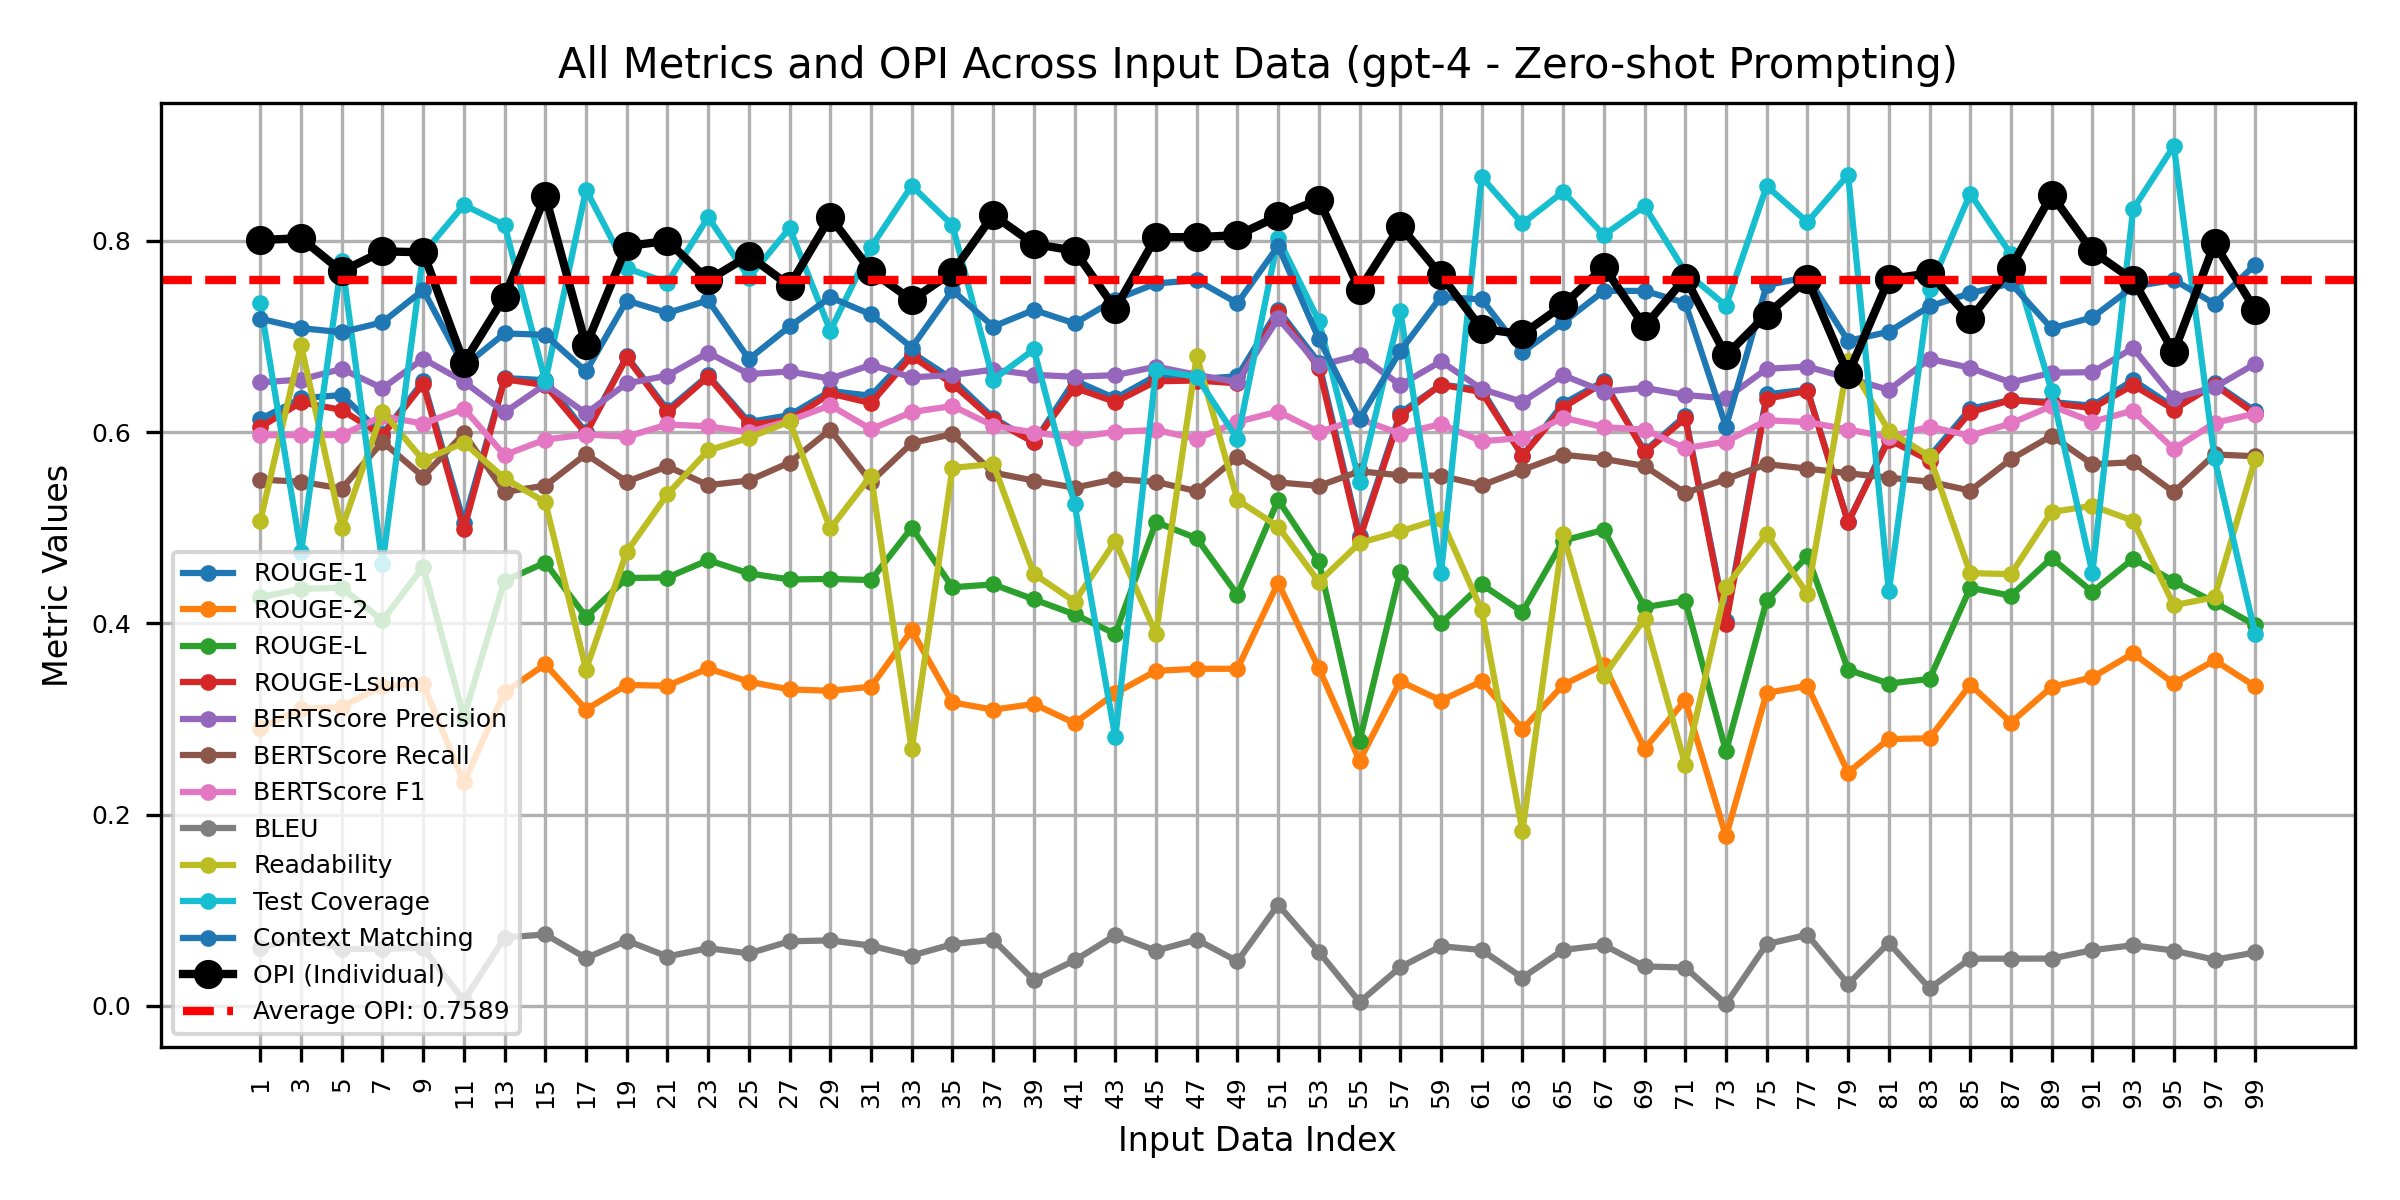 All Metrics and OPI Across Input Data (gpt-4 - Zero-shot Prompting)
Metric Values
0.8
0.6
0.4
0.2
0.0
ROUGE-1
ROUGE-2
ROUGE-L
ROUGE-Lsum
BERTScore Precision
BERTScore Recall
BERTScore F1
BLEU
Readability
Test Coverage
Context Matching
OPI (Individual)
Average OPI: 0.7589
1 3 5 7 9 11 13 15 17 19 21 23 25 27 29 31 33 35 37 39 41 43 45 47 49 51 53 55 57 59 61 63 65 67 69 71 73 75 77 79 81 83 85 87 89 91 93 95 97 99
Input Data Index